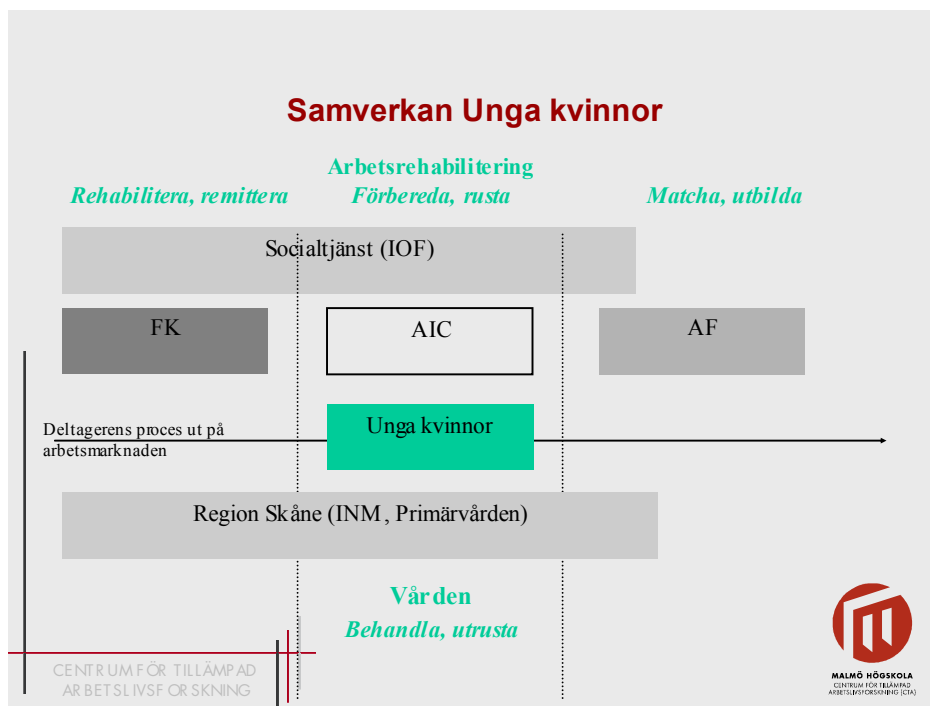 Samverkan Unga kvinnor
Arbetsrehabilitering
Rehabilitera, remittera
Förbereda, rusta
Matcha, utbilda
Socialtjänst (IOF)
FK
AIC
AF
Unga kvinnor
Deltagerens proces ut på
arbetsmarknaden
Region Skåne (INM, Primärvården)
Vården
Behandla, utrusta
CENTRUM FÖR TILLÄMPAD
ARBETSLIVSFORSKNING
MALMÖ HÖGSKOLA
CENTRUM FÖR TILLÄMPAD
ARBETSLIVSFORSKNING (CTA)